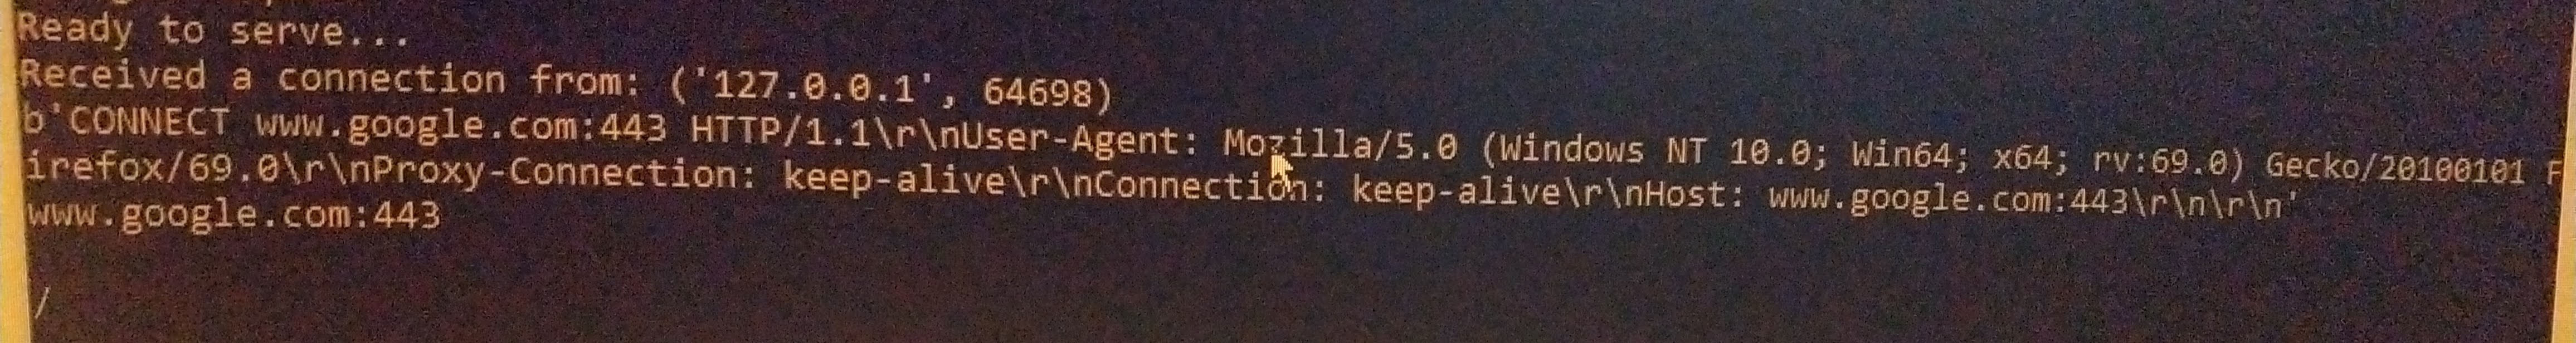 Ready to serve...
Received a connection from: ('127.0.0.1', 64698)
b'CONNECT www.google.com:443 HTTP/1.1\r\nUser-Agent: Mozilla/5.0 (Windows NT 10.0; Win64; x64; rv:69.0) Gecko/20100101 F
irefox/69.0\r\nProxy-Connection: keep-alive\r\nConnection: keep-alive\r\nHost: www.google.com:443\r\n\r\n'
www.google.com:443
/